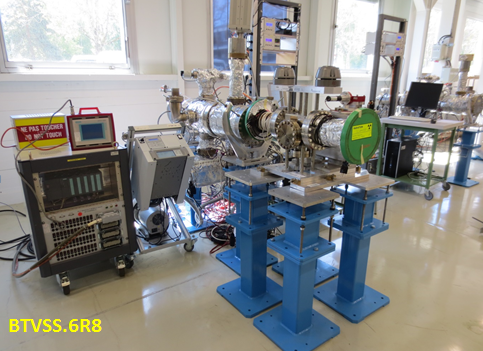 NE PAS TOUCHER
DO NOT TOUCH
BTVSS.6R8